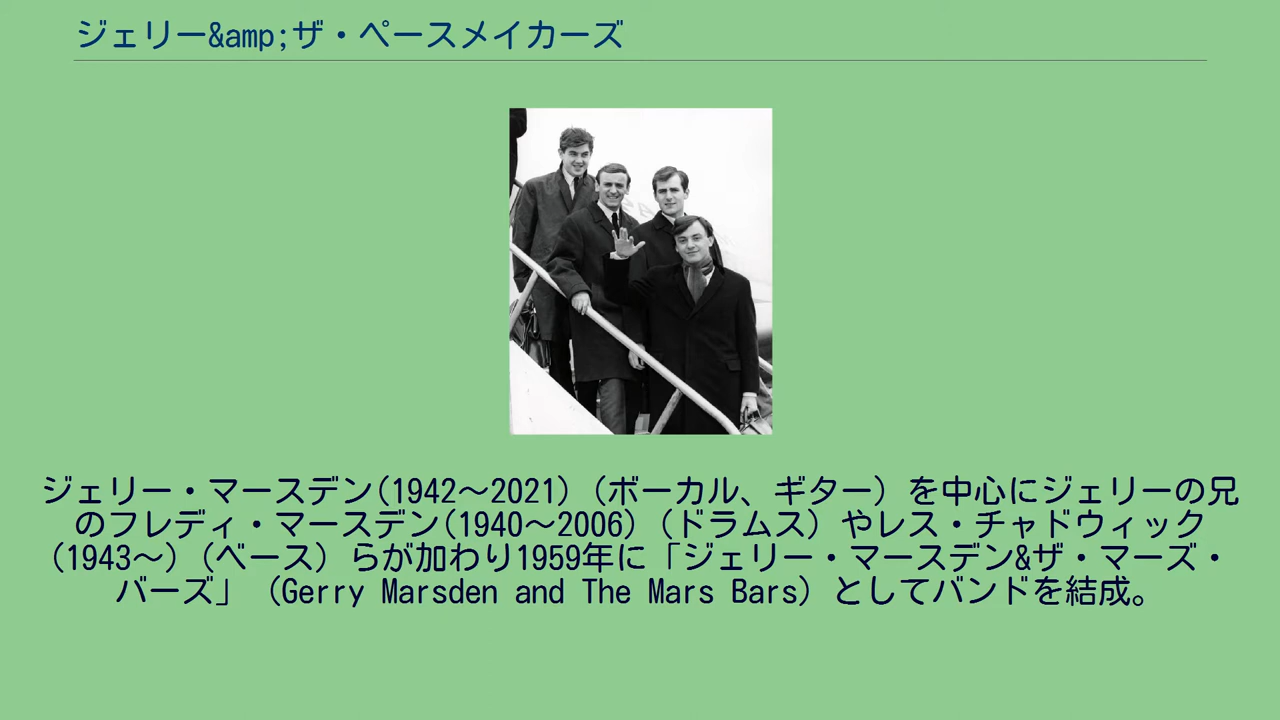 ジェリー&amp;ザ・ペースメイカーズ
ジェリー・マースデン(1942～2021)（ボーカル、ギター）を中心にジェリーの兄
のフレディ・マースデン(1940～2006)（ドラムス）やレス・チャドウィック
(1943～)（ベース）らが加わり1959年に「ジェリー・マースデン&ザ・マーズ・
バーズ」（Gerry Marsden and The Mars Bars）としてバンドを結成。